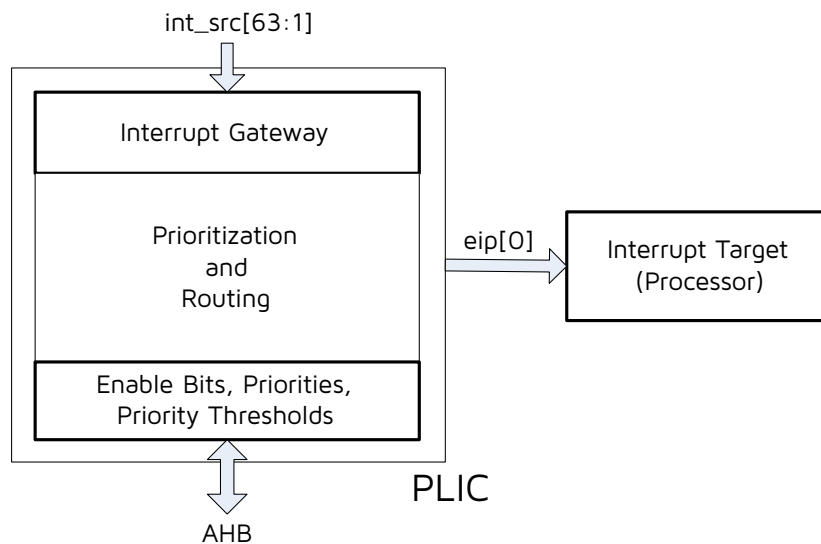 int_src[63:1]
Interrupt Gateway
Prioritization
and
Routing
eip[0]
Interrupt Target
(Processor)
Enable Bits, Priorities,
Priority Thresholds
PLIC
AHB